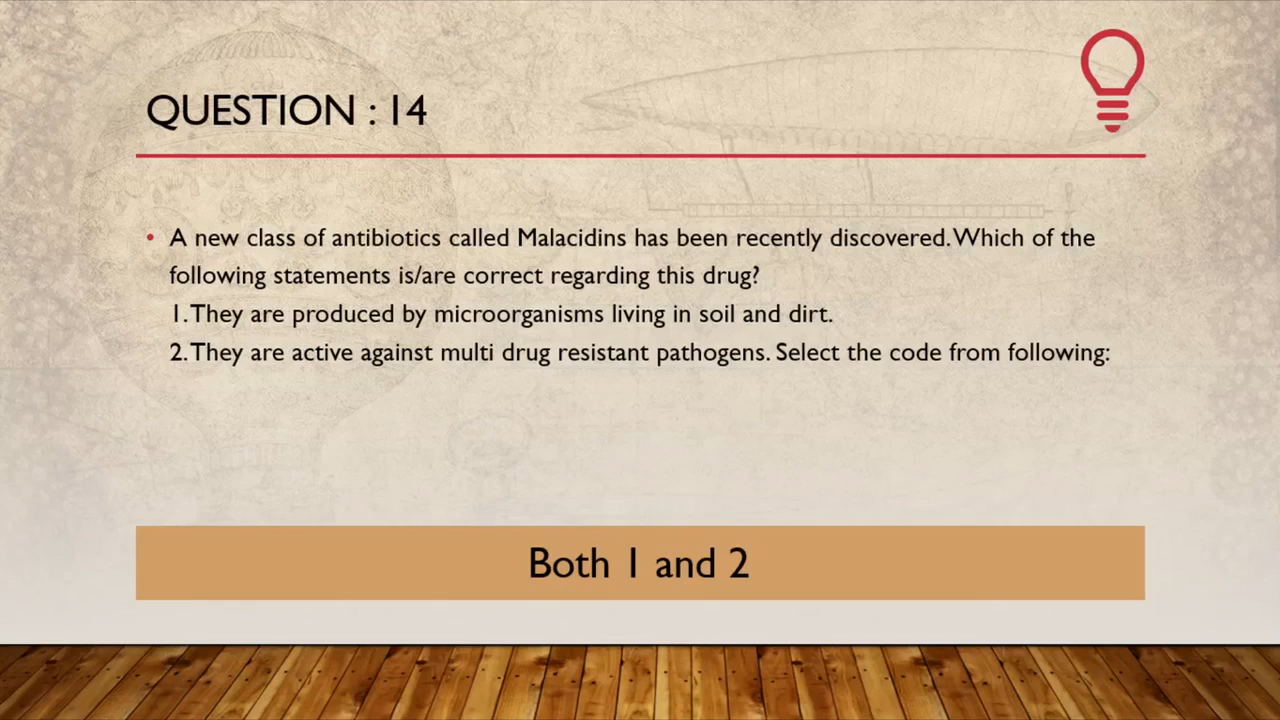 QUESTION : 14
• A new class of antibiotics called Malacidins has been recently discovered. Which of the
following statements is/are correct regarding this drug?
1. They are produced by microorganisms living in soil and dirt.
2. They are active against multi drug resistant pathogens. Select the code from following:
Both 1 and 2